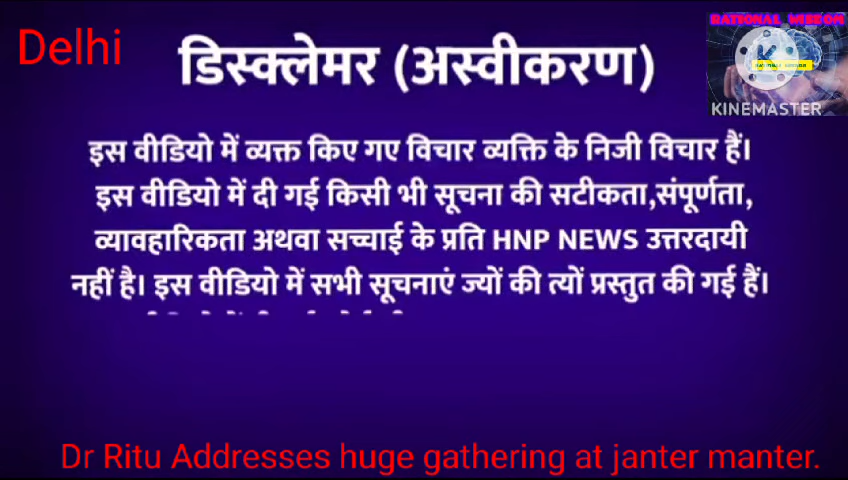 Delhi
डिस्क्लेमर (अस्वीकरण)
RATIONAL WISDOM
KINEMASTER
इस वीडियो में व्यक्त किए गए विचार व्यक्ति के निजी विचार हैं।
इस वीडियो में दी गई किसी भी सूचना की सटीकता,संपूर्णता,
व्यावहारिकता अथवा सच्चाई के प्रति HNP NEWS उत्तरदायी
नहीं है। इस वीडियो में सभी सूचनाएं ज्यों की त्यों प्रस्तुत की गई हैं।
Dr Ritu Addresses huge gathering at janter manter.